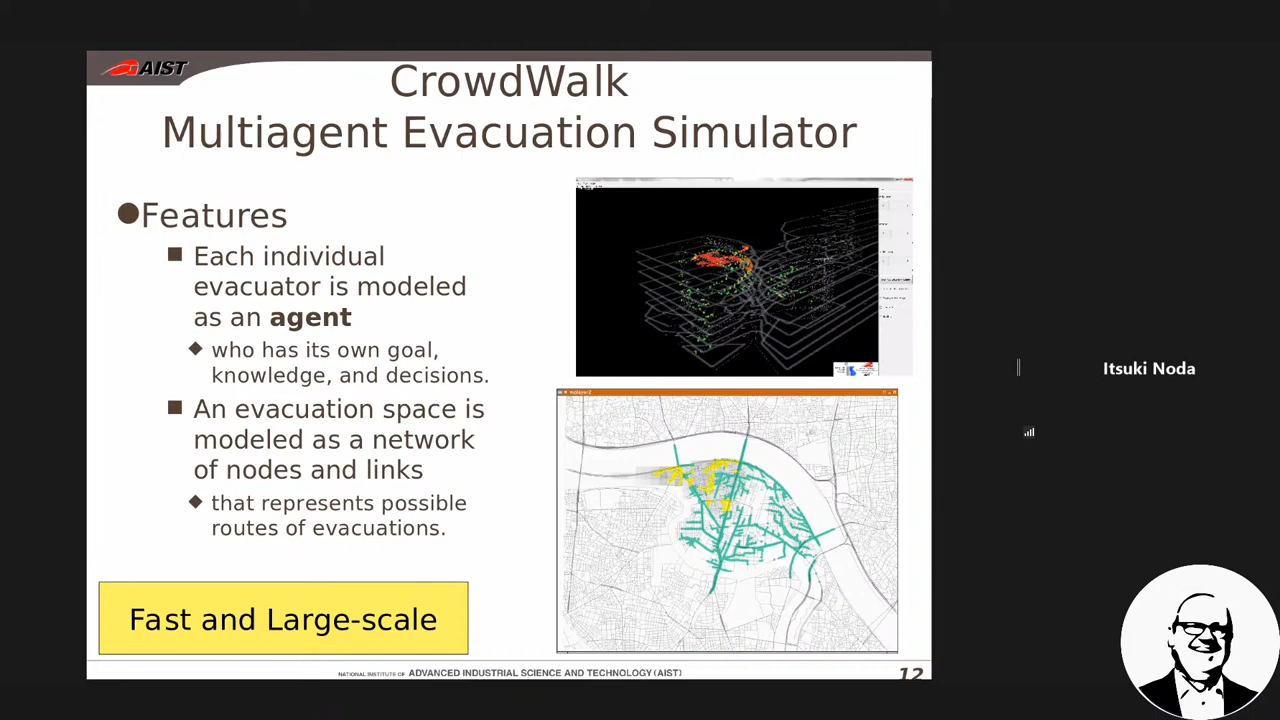 AIST
CrowdWalk
Multiagent Evacuation Simulator
●Features
■ Each individual
evacuator is modeled
as an agent
◆ who has its own goal,
knowledge, and decisions.
■ An evacuation space is
modeled as a network
of nodes and links
◆ that represents possible
routes of evacuations.
Fast and Large-scale
NATIONAL INSTITUTE OF ADVANCED INDUSTRIAL SCIENCE AND TECHNOLOGY (AIST)
12
Itsuki Noda